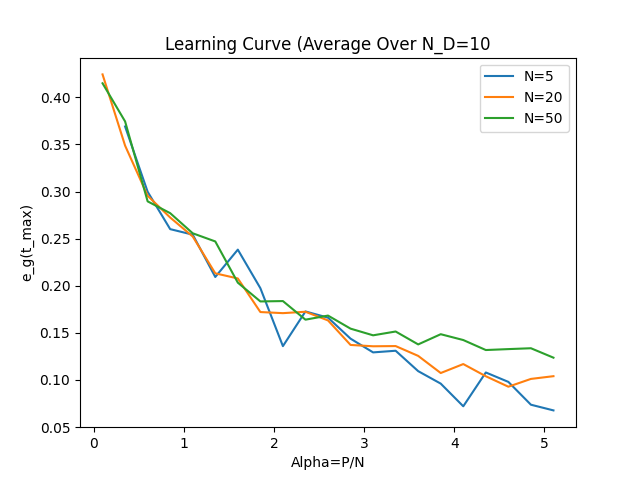 Learning Curve (Average Over N_D=10
N=5
N=20
N=50
e_g(t_max)
0.40
0.35
0.30
0.25
0.20
0.15
0.10
0.05
0 1 2 3 4 5
Alpha=P/N